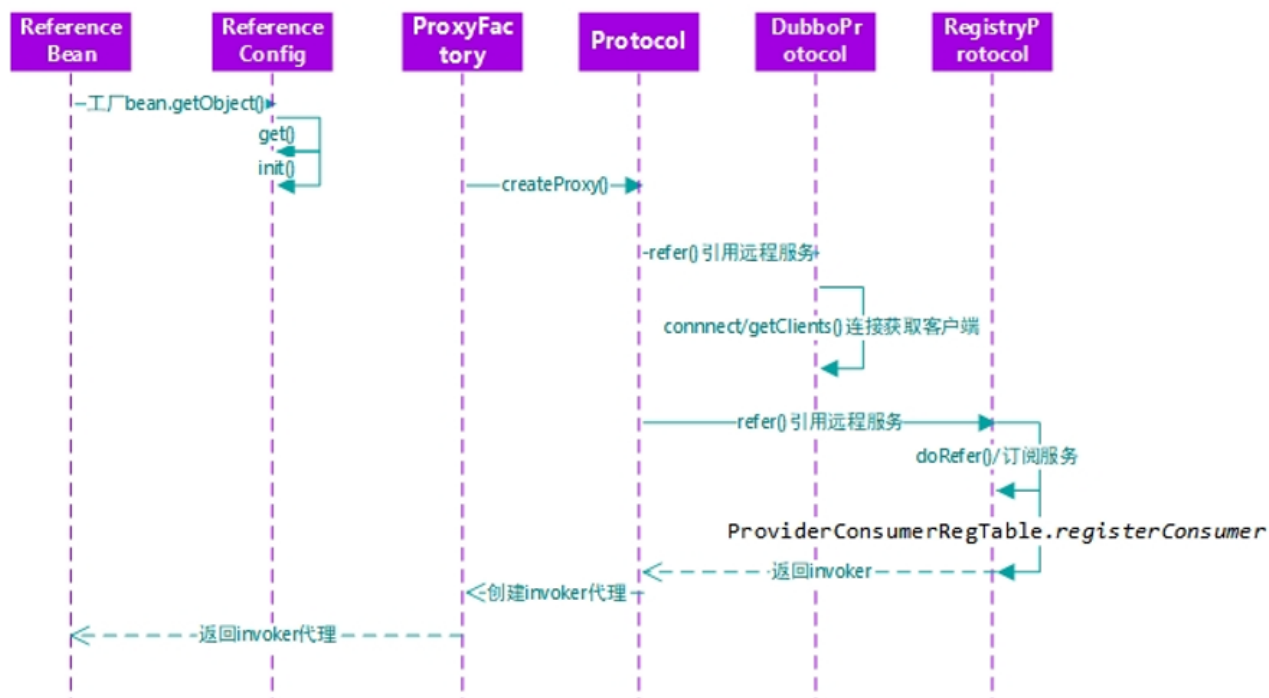 Reference
Bean
Reference
Config
ProxyFac
tory
Protocol
DubboPr
otocol
RegistryP
rotocol
工厂bean.getObject()
get()
init()
createProxy()
refer()引用远程服务
connnect/getClients()连接获取客户端
refer()引用远程服务
doRefer()/订阅服务
ProviderConsumerRegTable.registerConsumer
返回invoker
创建invoker代理
返回invoker代理